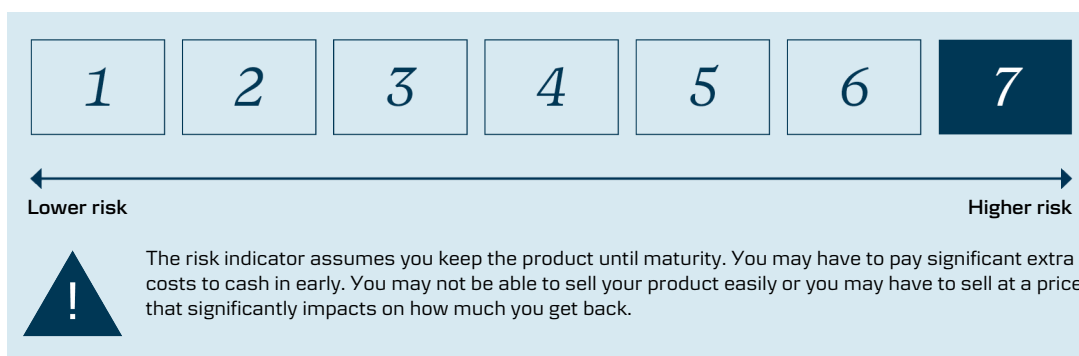 1 2 3 4 5 6 7
Lower risk Higher risk
! The risk indicator assumes you keep the product until maturity. You may have to pay significant extra
costs to cash in early. You may not be able to sell your product easily or you may have to sell at a price
that significantly impacts on how much you get back.